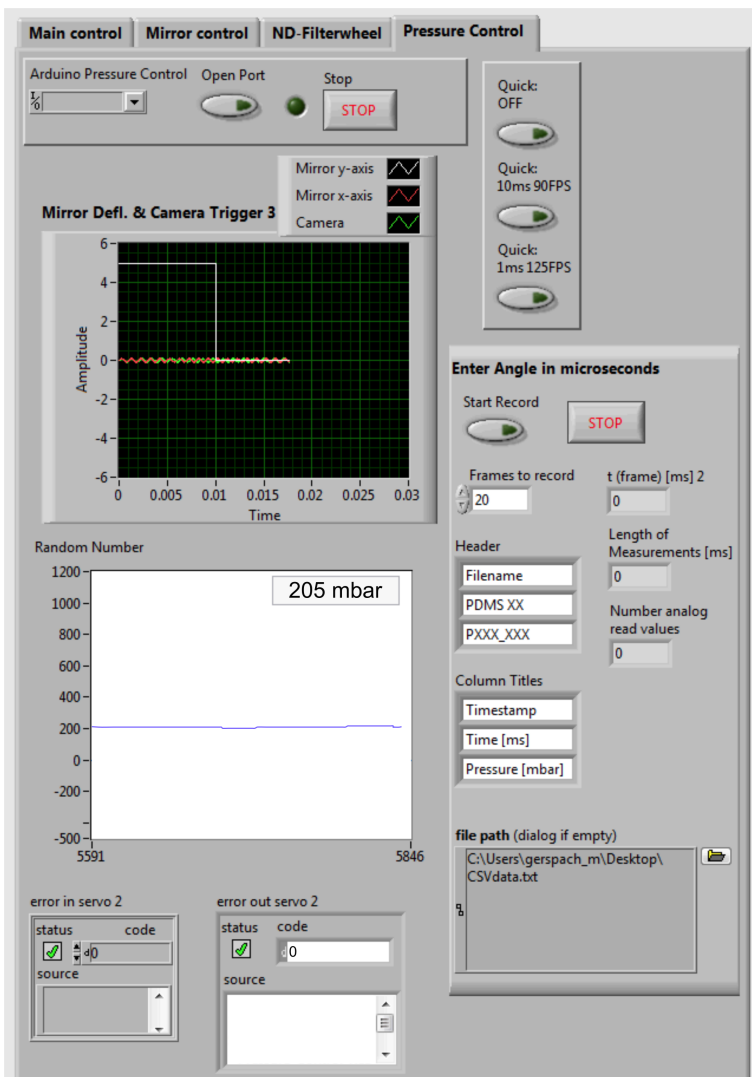 Main control
Mirror control
ND-Filterwheel
Pressure Control
Arduino Pressure Control
Open Port
Stop
STOP
Quick:
OFF
Quick:
10ms 90FPS
Quick:
1ms 125FPS
Mirror y-axis
Mirror x-axis
Camera
Mirror Defl. & Camera Trigger 3
6
4
2
0
-2
-4
-6
Amplitude
0 0.005 0.01 0.015 0.02 0.025 0.03
Time
Enter Angle in microseconds
Start Record
STOP
Frames to record
20
t (frame) [ms] 2
0
Header
Filename
PDMS XX
PXXX_XXX
Length of
Measurements [ms]
0
Number analog
read values
0
Column Titles
Timestamp
Time [ms]
Pressure [mbar]
file path (dialog if empty)
C:\Users\gerspach_m\Desktop\
CSVdata.txt
Random Number
205 mbar
1200
1000
800
600
400
200
0
-200
-500
5591 5846
error in servo 2
status code
d0
source
error out servo 2
status code
0
source